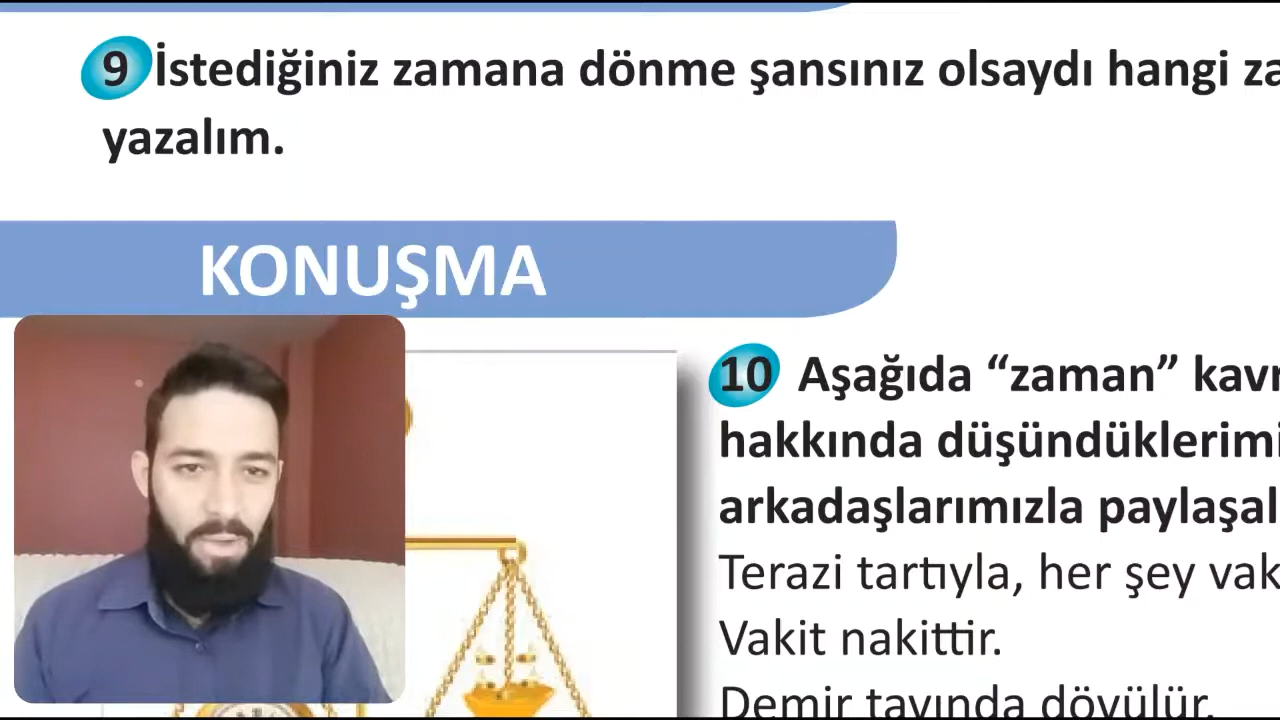 9 İstediğiniz zamana dönme şansınız olsaydı hangi
yazalım.
KONUŞMA
10 Aşağıda “zaman”
hakkında
arkadaşlarımızla
Terazi tartıyla, her şey
Vakit nakittir.
Demir tavında dövülür.